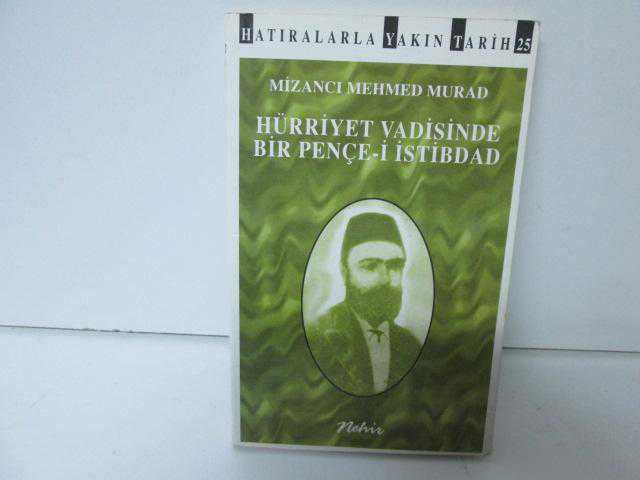 HATIRALARLA YAKIN TARİH 25
MİZANCI MEHMED MURAD
HÜRRİYET VADİSİNDE
BİR PENÇE-İ İSTİBDAD
Nehir